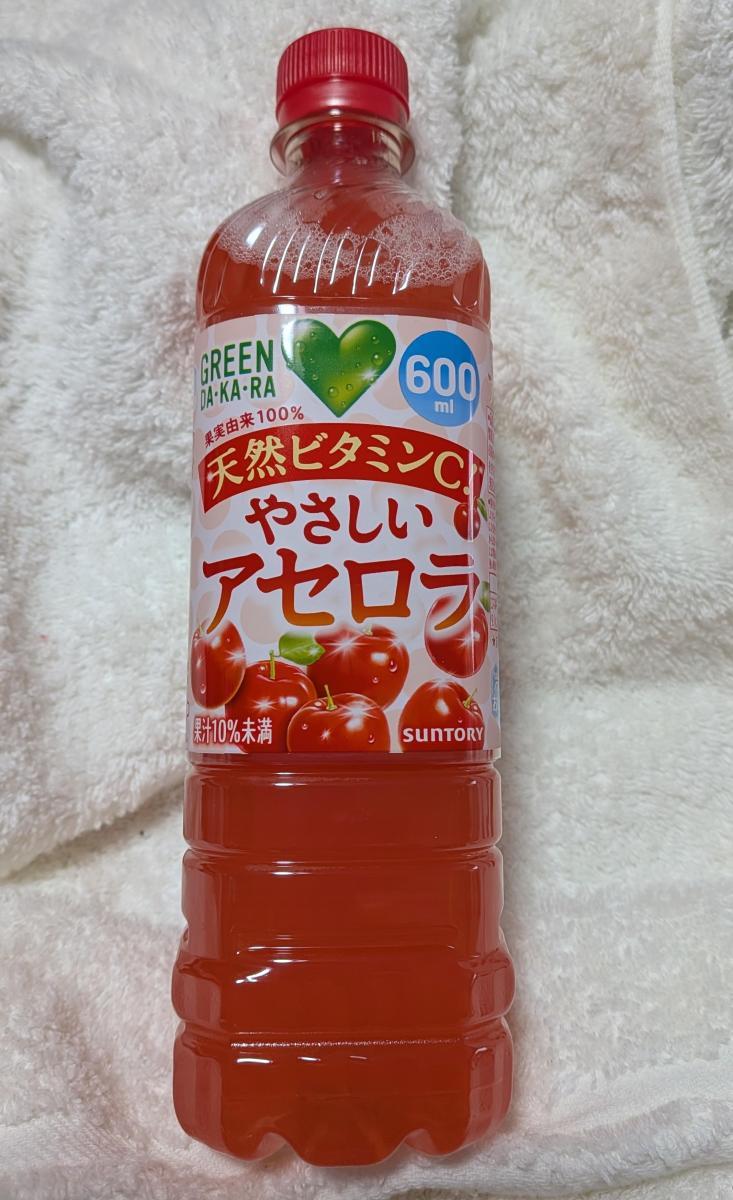 GREEN
DA・KA・RA
600
ml
果実由来100%
天然ビタミンC!
やさしい
アセロラ
果汁10%未満
SUNTORY